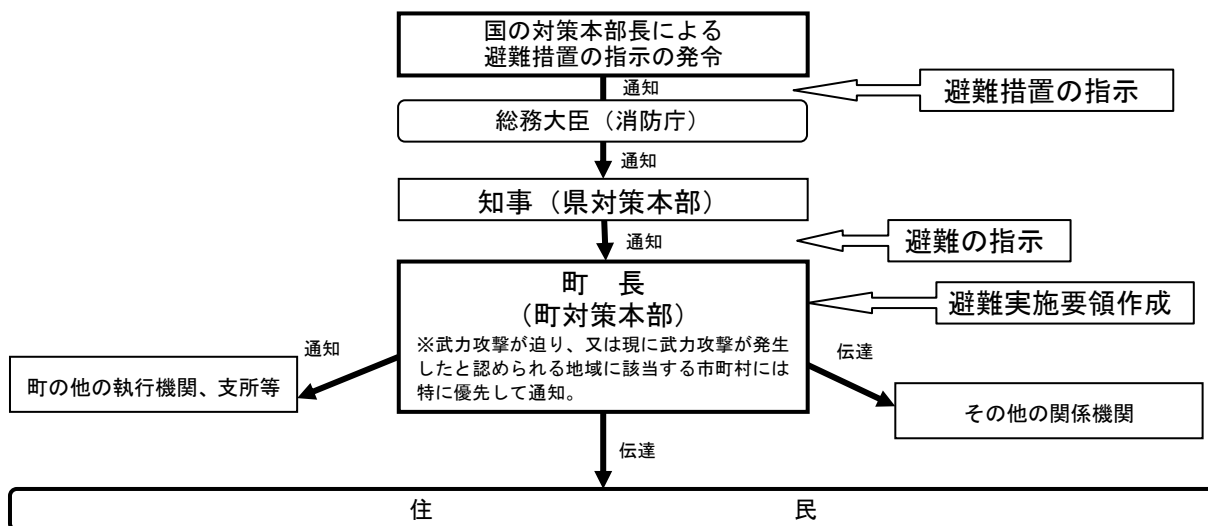 国の対策本部長による
避難措置の指示の発令
通知
避難措置の指示
総務大臣（消防庁）
通知
知事（県対策本部）
通知
避難の指示
町　長
（町対策本部）
※武力攻撃が迫り、又は現に武力攻撃が発生
したと認められる地域に該当する市町村には
特に優先して通知。
避難実施要領作成
通知
町の他の執行機関、支所等
伝達
その他の関係機関
伝達
住　民